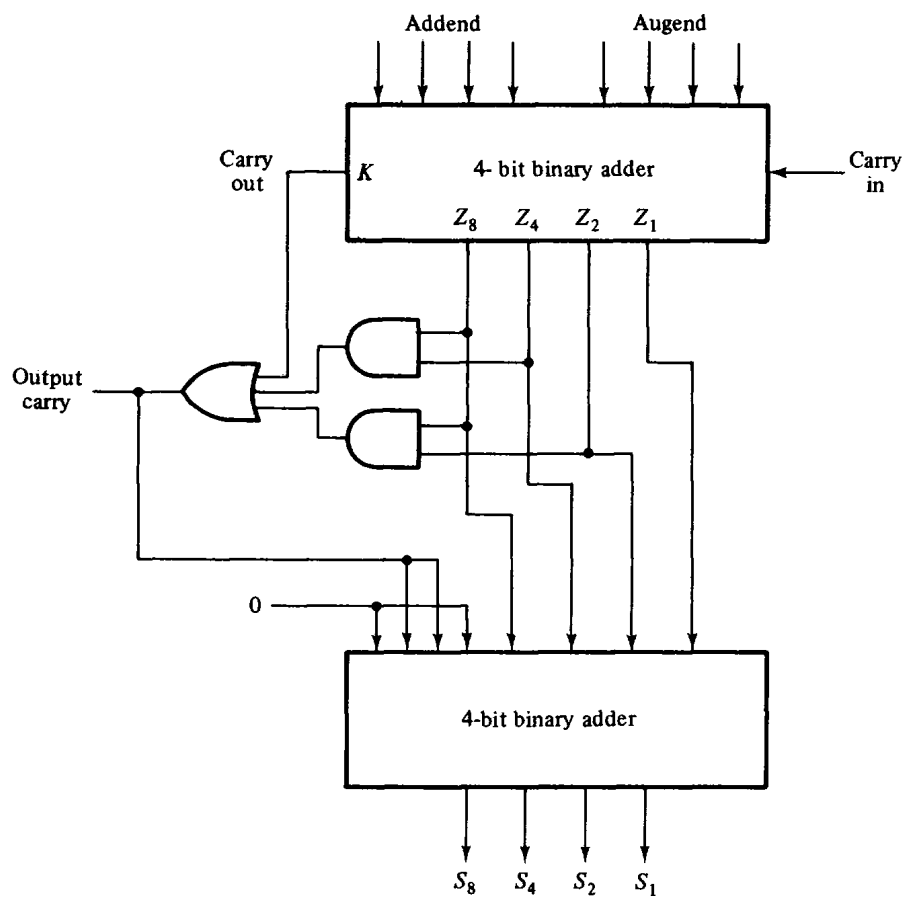 Addend Augend
Carry out
K
4- bit binary adder
Carry in
Z₈ Z₄ Z₂ Z₁
Output carry
0
4-bit binary adder
S₈ S₄ S₂ S₁